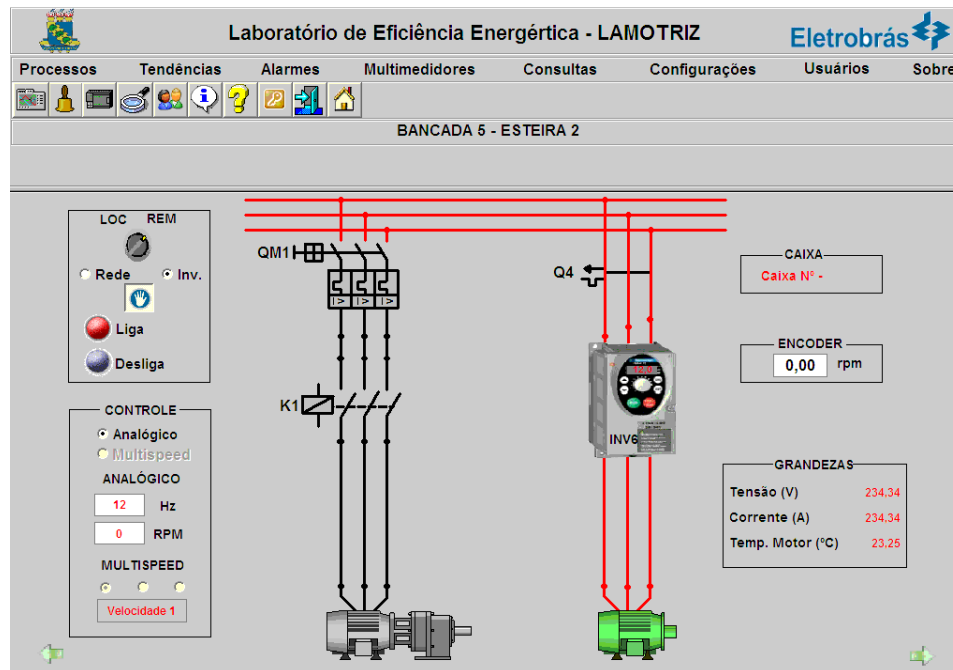 Laboratório de Eficiência Energértica - LAMOTRIZ
Eletrobrás
Processos Tendências Alarmes Multimedidores Consultas Configurações Usuários Sobre
BANCADA 5 - ESTEIRA 2
LOC REM
Rede Inv.
Liga
Desliga
CONTROLE
Analógico
Multispeed
ANALÓGICO
12 Hz
0 RPM
MULTISPEED
Velocidade 1
QM1
I> I> I>
K1
Q4
12.0
INV6
CAIXA
Caixa Nº -
ENCODER
0,00 rpm
GRANDEZAS
Tensão (V) 234.34
Corrente (A) 234.34
Temp. Motor (ºC) 23.25